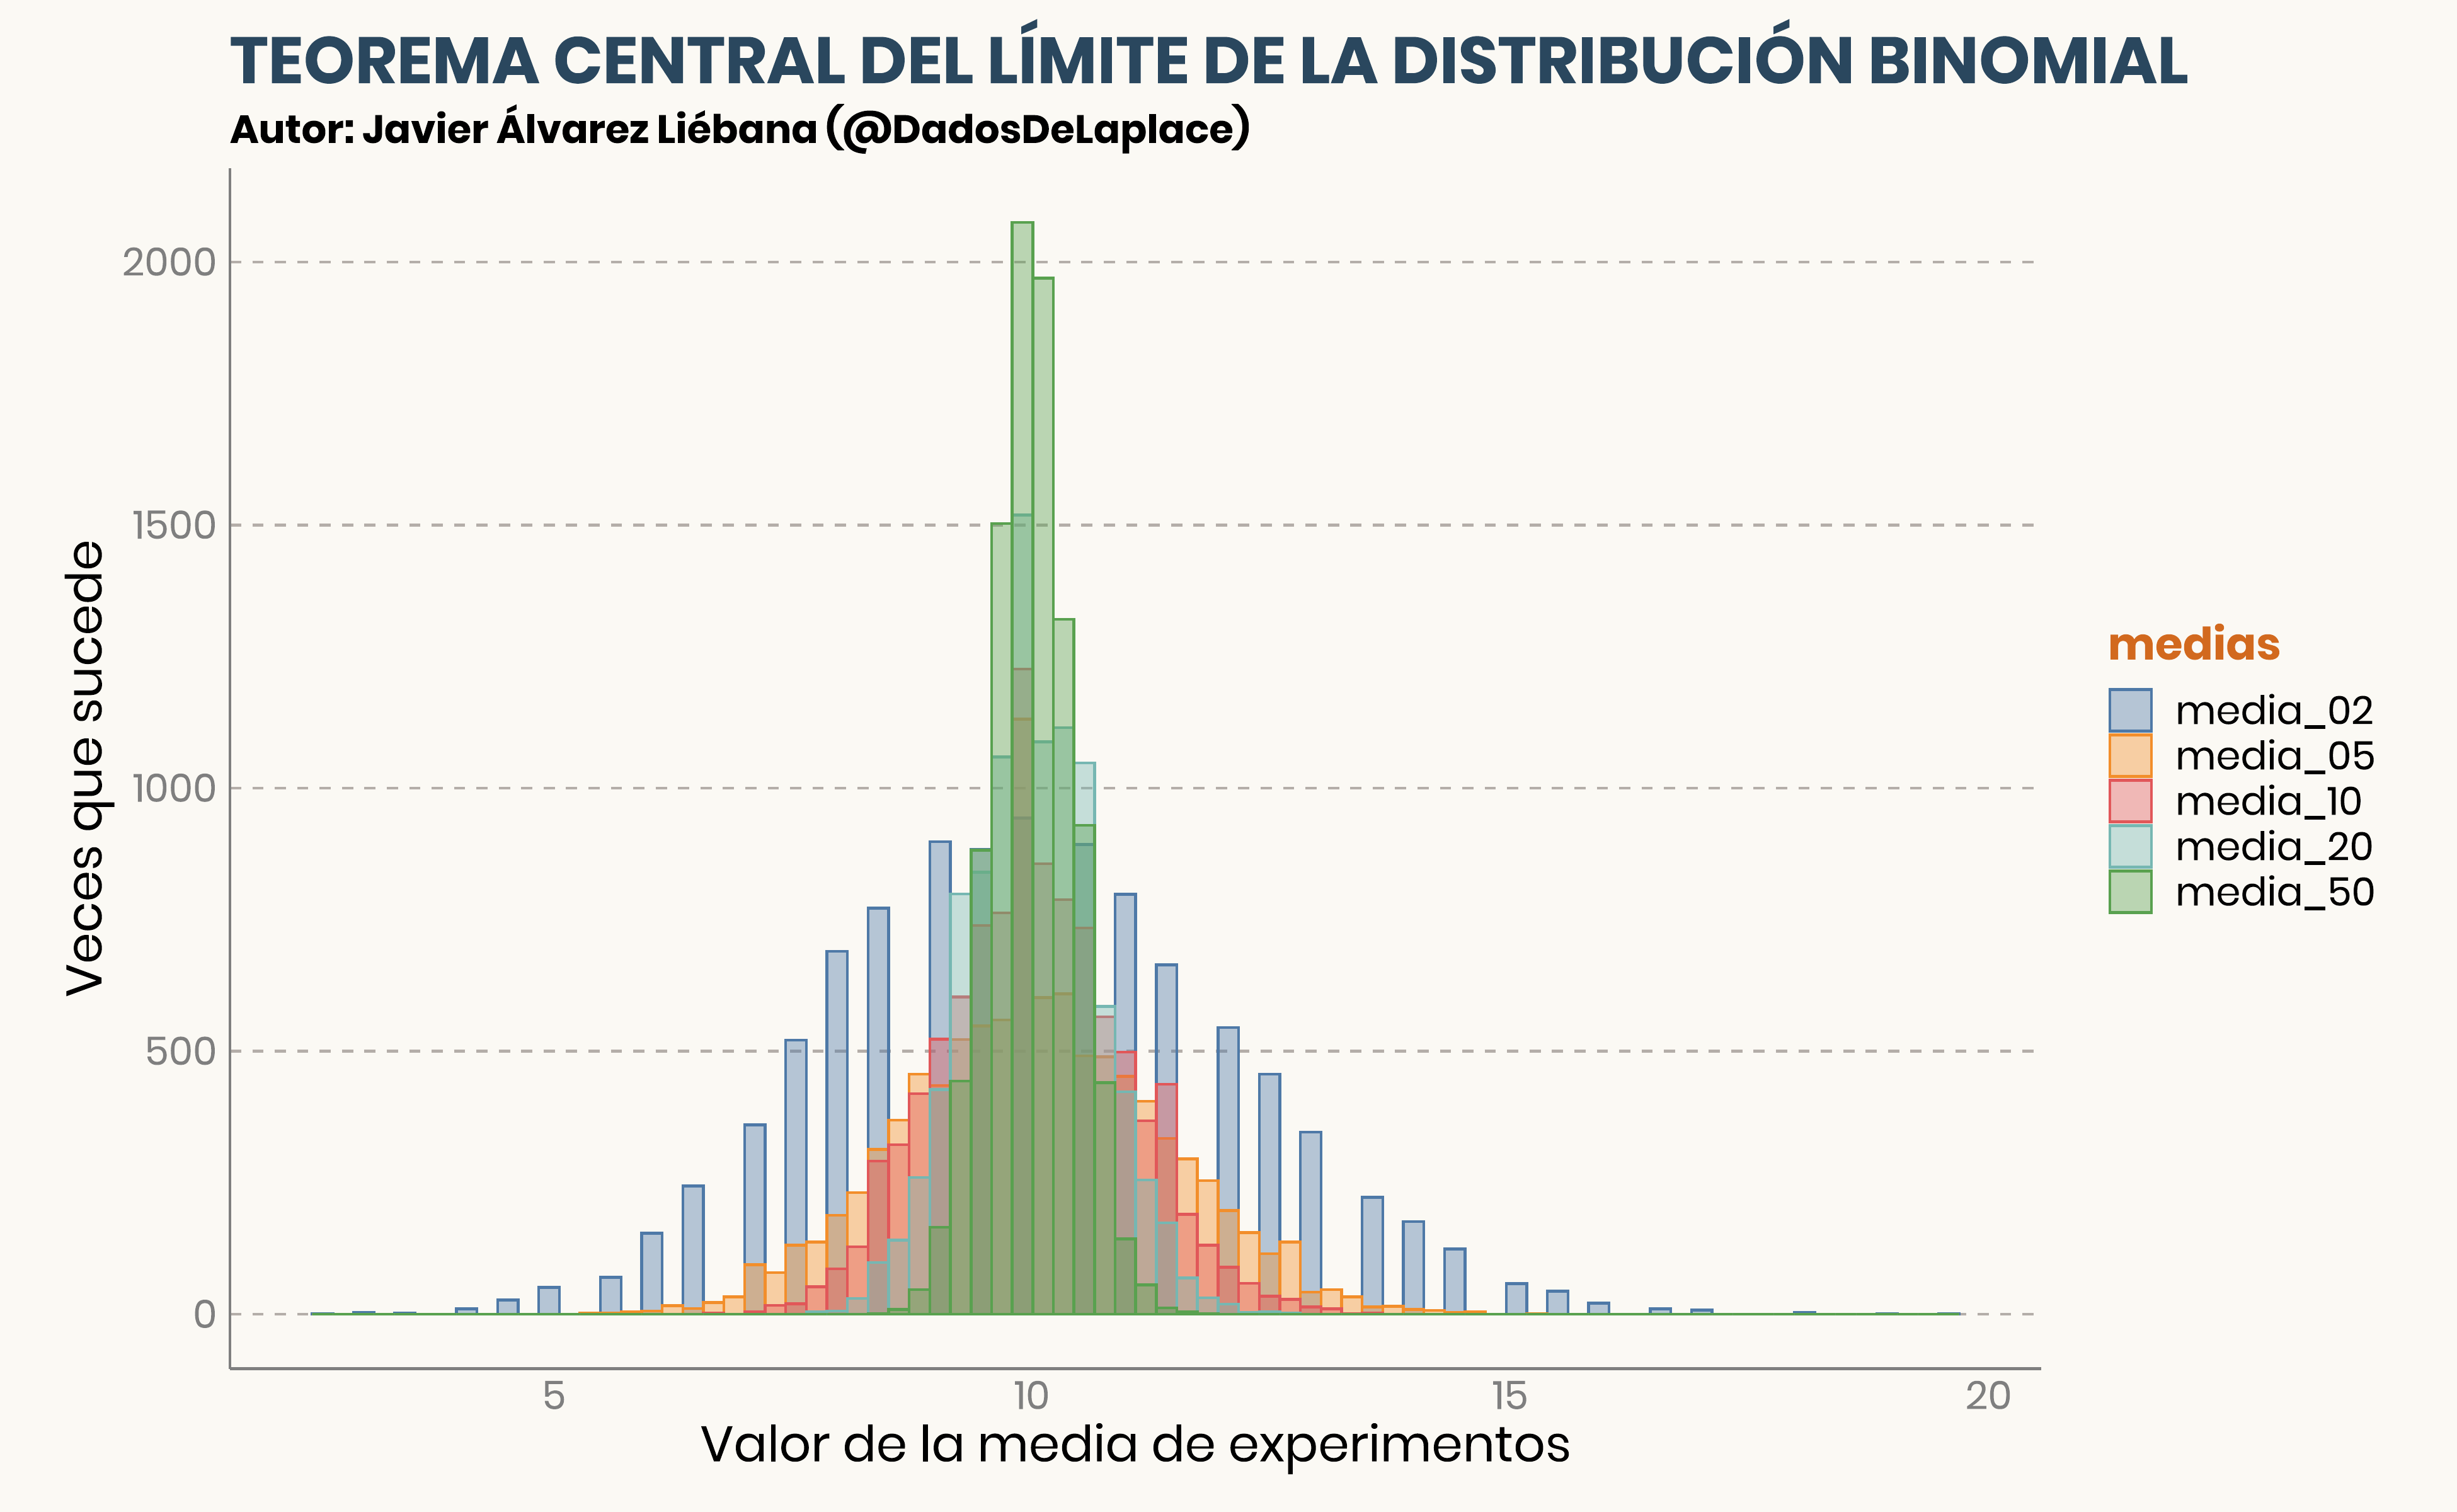 TEOREMA CENTRAL DEL LÍMITE DE LA DISTRIBUCIÓN BINOMIAL
Autor: Javier Álvarez Liébana (@DadosDeLaplace)
Veces que sucede
2000
1500
1000
500
0
5 10 15 20
Valor de la media de experimentos
medias
media_02
media_05
media_10
media_20
media_50